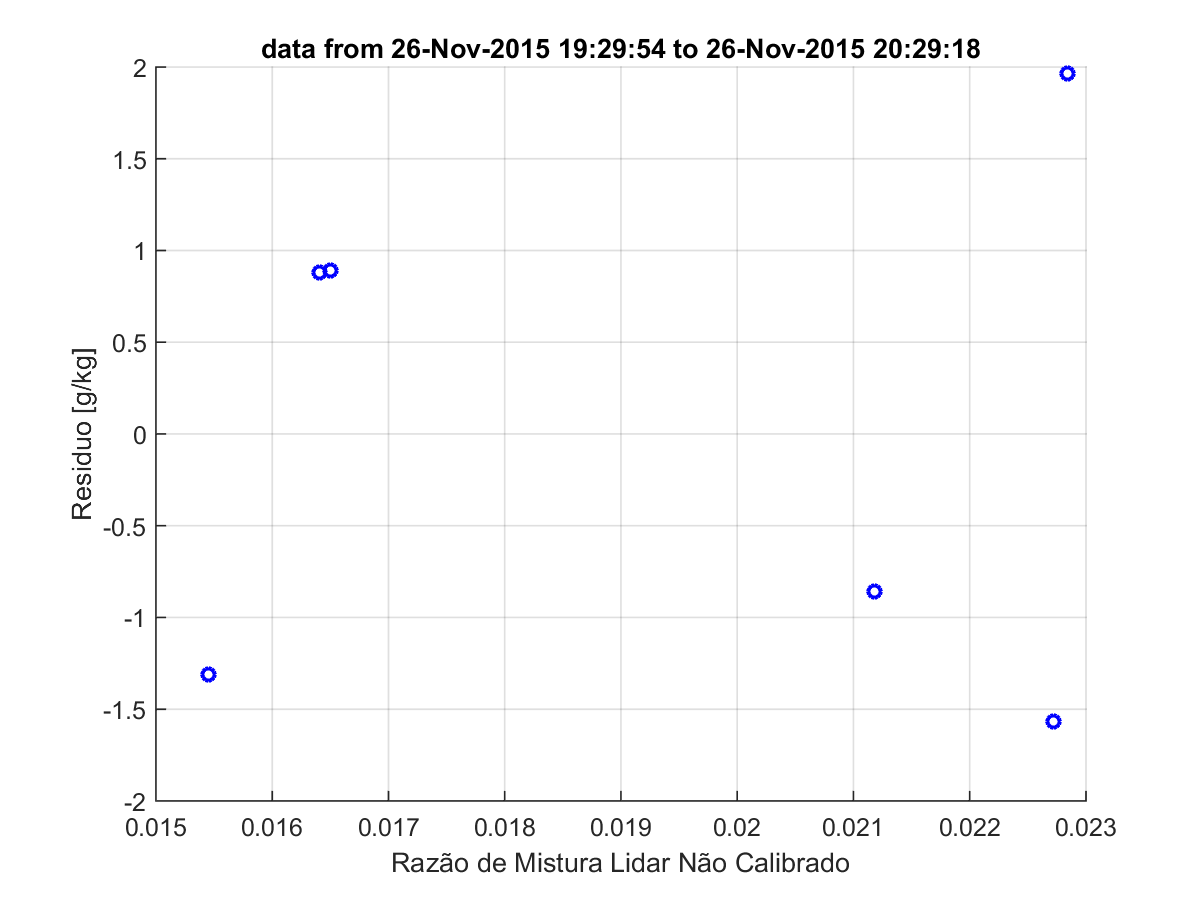 data from 26-Nov-2015 19:29:54 to 26-Nov-2015 20:29:18
2
1.5
1
0.5
0
-0.5
-1
-1.5
-2
Residuo [g/kg]
0.015 0.016 0.017 0.018 0.019 0.02 0.021 0.022 0.023
Razão de Mistura Lidar Não Calibrado